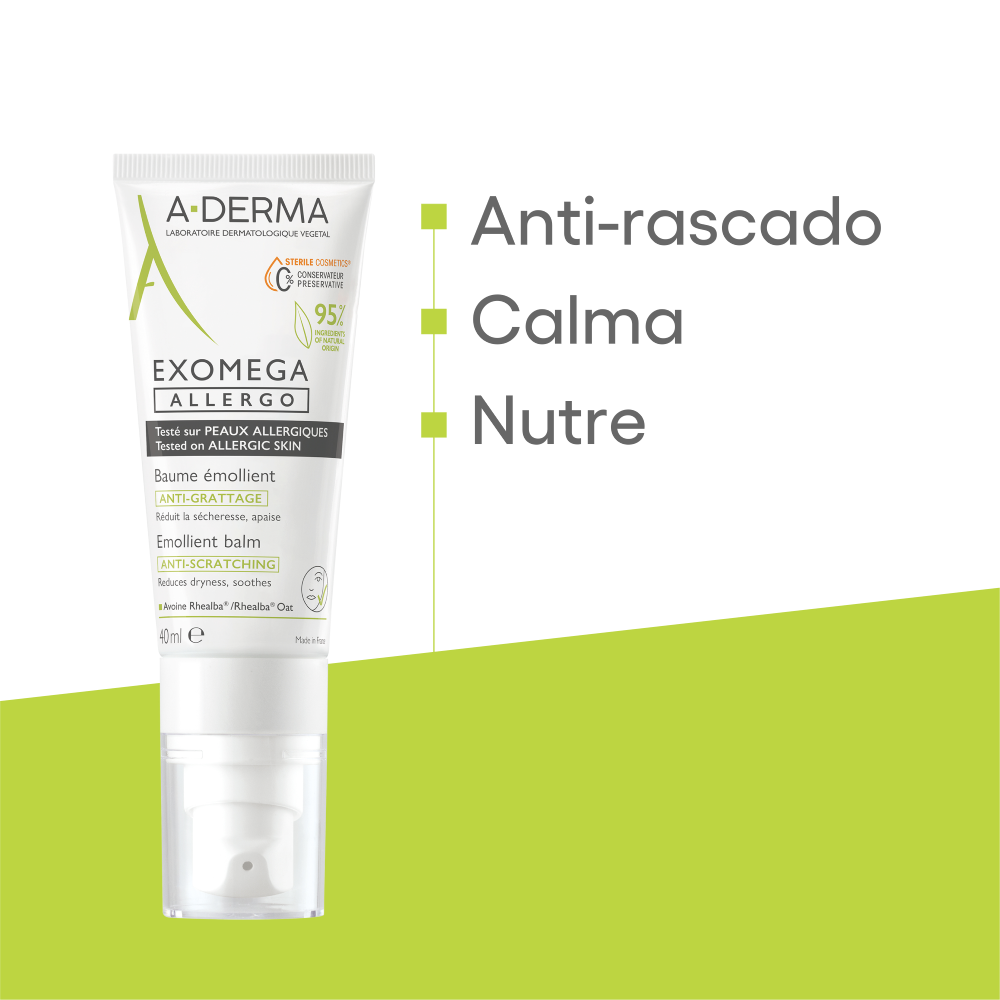 A-DERMA
LABORATOIRE DERMATOLOGIQUE VEGETAL
STERILE COSMETICS®
0% CONSERVATEUR
PRESERVATIVE
95%
INGREDIENTS
OF NATURAL
ORIGIN
EXOMEGA
ALLERGO
Testé sur PEAUX ALLERGIQUES
Tested on ALLERGIC SKIN
Baume émollient
ANTI-GRATTAGE
Réduit la sécheresse, apaise
Emollient balm
ANTI-SCRATCHING
Reduces dryness, soothes
Avoine Rhealba® /Rhealba® Oat
40 ml ℮
Made in France
Anti-rascado
Calma
Nutre